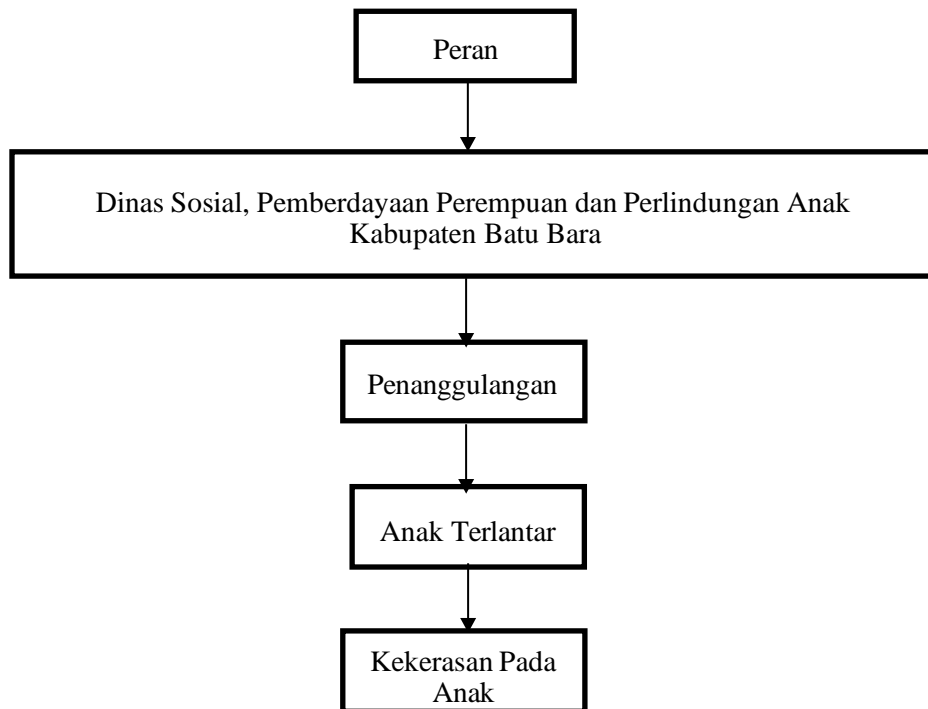 Peran
Dinas Sosial, Pemberdayaan Perempuan dan Perlindungan Anak
Kabupaten Batu Bara
Penanggulangan
Anak Terlantar
Kekerasan Pada
Anak